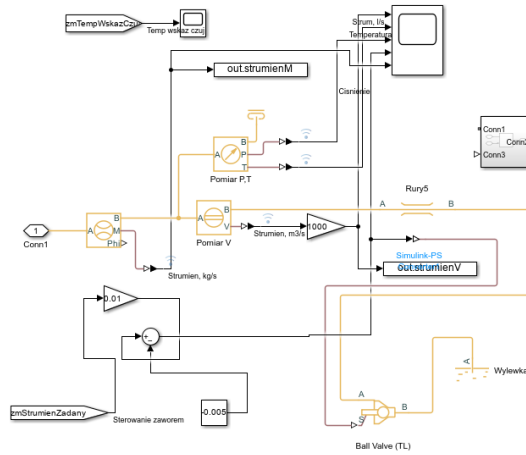 zmTempWskazCzu
Temp wskaz czuj
Strum, l/s
Temperatura
out.strumienM
Cisnienie
Conn1
Conn2
Conn3
A
B
P
T
Pomiar P,T
Rury5
A
B
A
B
V
Pomiar V
Strumien, m3/s
1000
1
Conn1
A
B
M
Phi
Strumien, kg/s
Simulink-PS
out.strumienV
0.01
+
-
zmStrumienZadany
Sterowanie zaworem
-0.005
A
Wylewka
A
B
S
Ball Valve (TL)